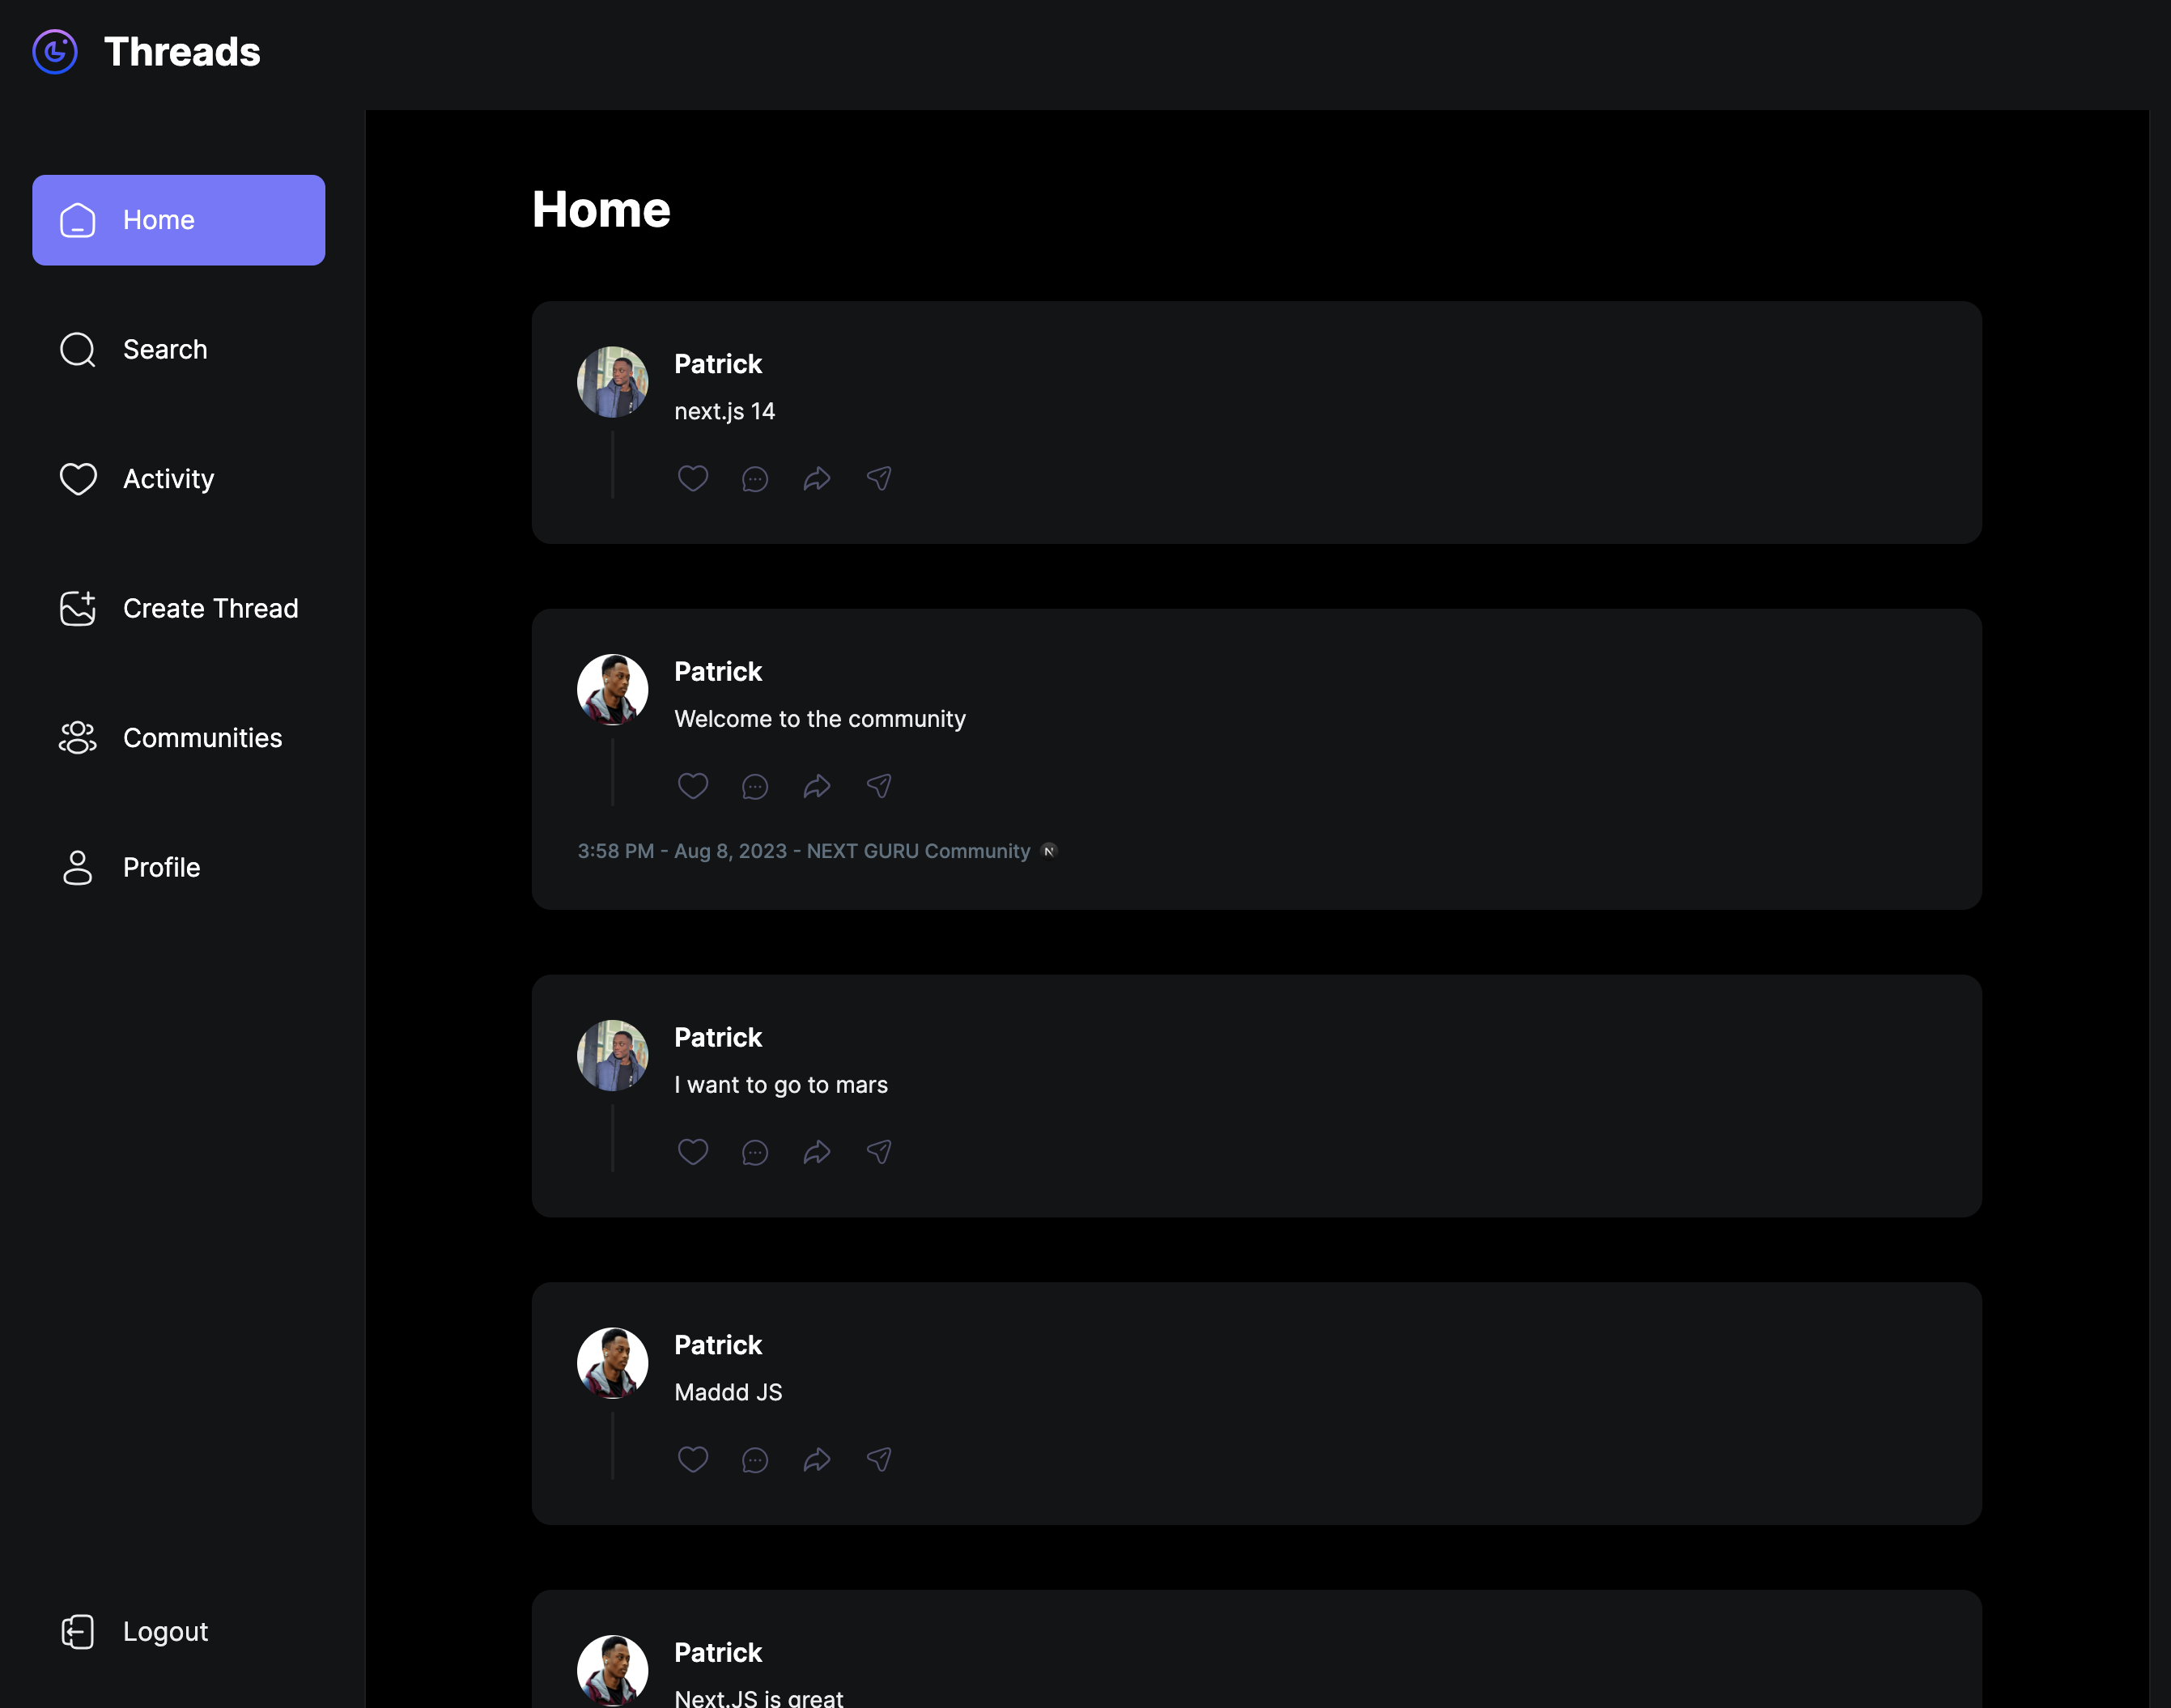 Threads
Home
Search
Activity
Create Thread
Communities
Profile
Logout
Home
Patrick
next.js 14
Patrick
Welcome to the community
3:58 PM - Aug 8, 2023 - NEXT GURU Community
N
Patrick
I want to go to mars
Patrick
Maddd JS
Patrick
Next.JS is great